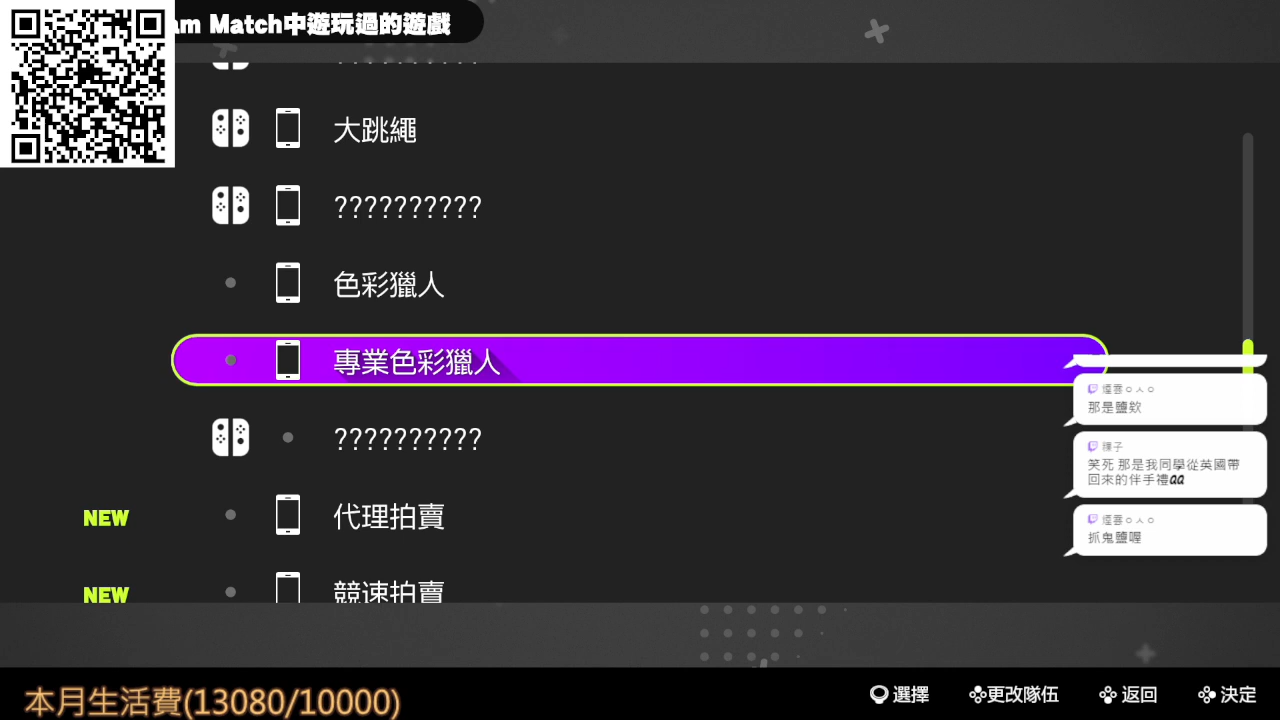 am Match中遊玩過的遊戲
??????????
大跳繩
??????????
色彩獵人
專業色彩獵人
??????????
NEW 代理拍賣
NEW 競速拍賣
那是鹽欸
笑死 那是我同學從英國帶
回來的伴手禮QQ
抓鬼鹽喔
本月生活費(13080/10000)
選擇 更改隊伍 返回 決定